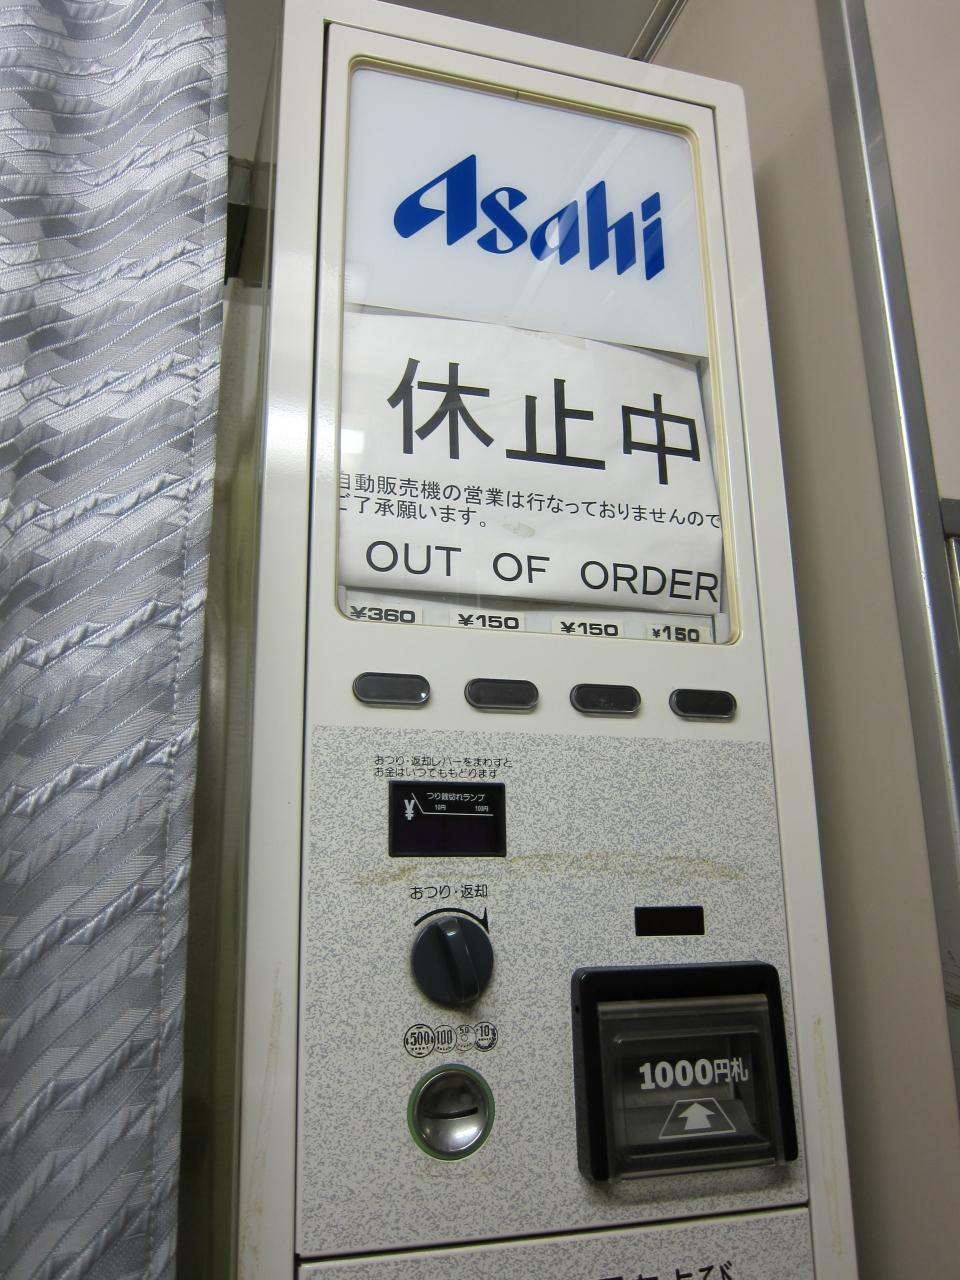 Asahi
休止中
自動販売機の営業は行なっておりませんので
ご了承願います。
OUT OF ORDER
¥360 ¥150 ¥150 ¥150
おつり・返却レバーをまわすと
お金はいつでももどります
つり銭切れランプ
¥ 10円 100円
おつり・返却
500 100 50 10
1000円札
および